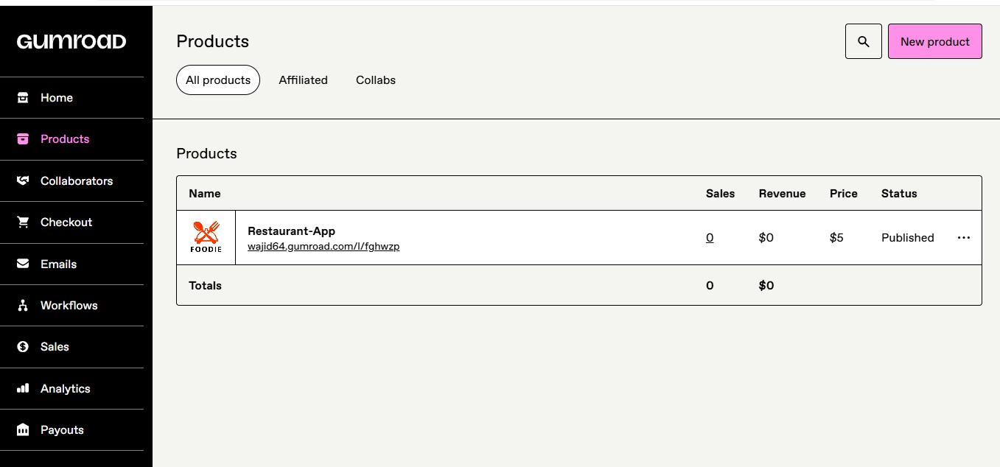 GUMROAD
Home
Products
Collaborators
Checkout
Emails
Workflows
Sales
Analytics
Payouts
Products
New product
All products Affiliated Collabs
Products
Name Sales Revenue Price Status
FOODIE
Restaurant-App
wajid64.gumroad.com/l/fghwzp
0 $0 $5 Published ...
Totals 0 $0